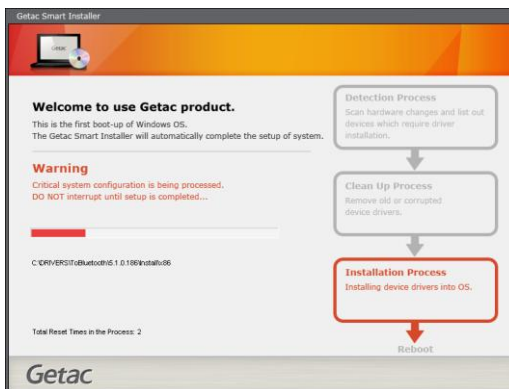 Getac Smart Installer
Getac
Welcome to use Getac product.
This is the first boot-up of Windows OS.
The Getac Smart Installer will automatically complete the setup of system.
Warning
Critical system configuration is being processed.
DO NOT interrupt until setup is completed...
C:\DRIVERS\ToBluetooth\5.1.0.186\install\x86
Total Reset Times in the Process: 2
Detection Process
Scan hardware changes and list out
devices which require driver
installation.
Clean Up Process
Remove old or corrupted
device drivers.
Installation Process
Installing device drivers into OS.
Reboot
Getac